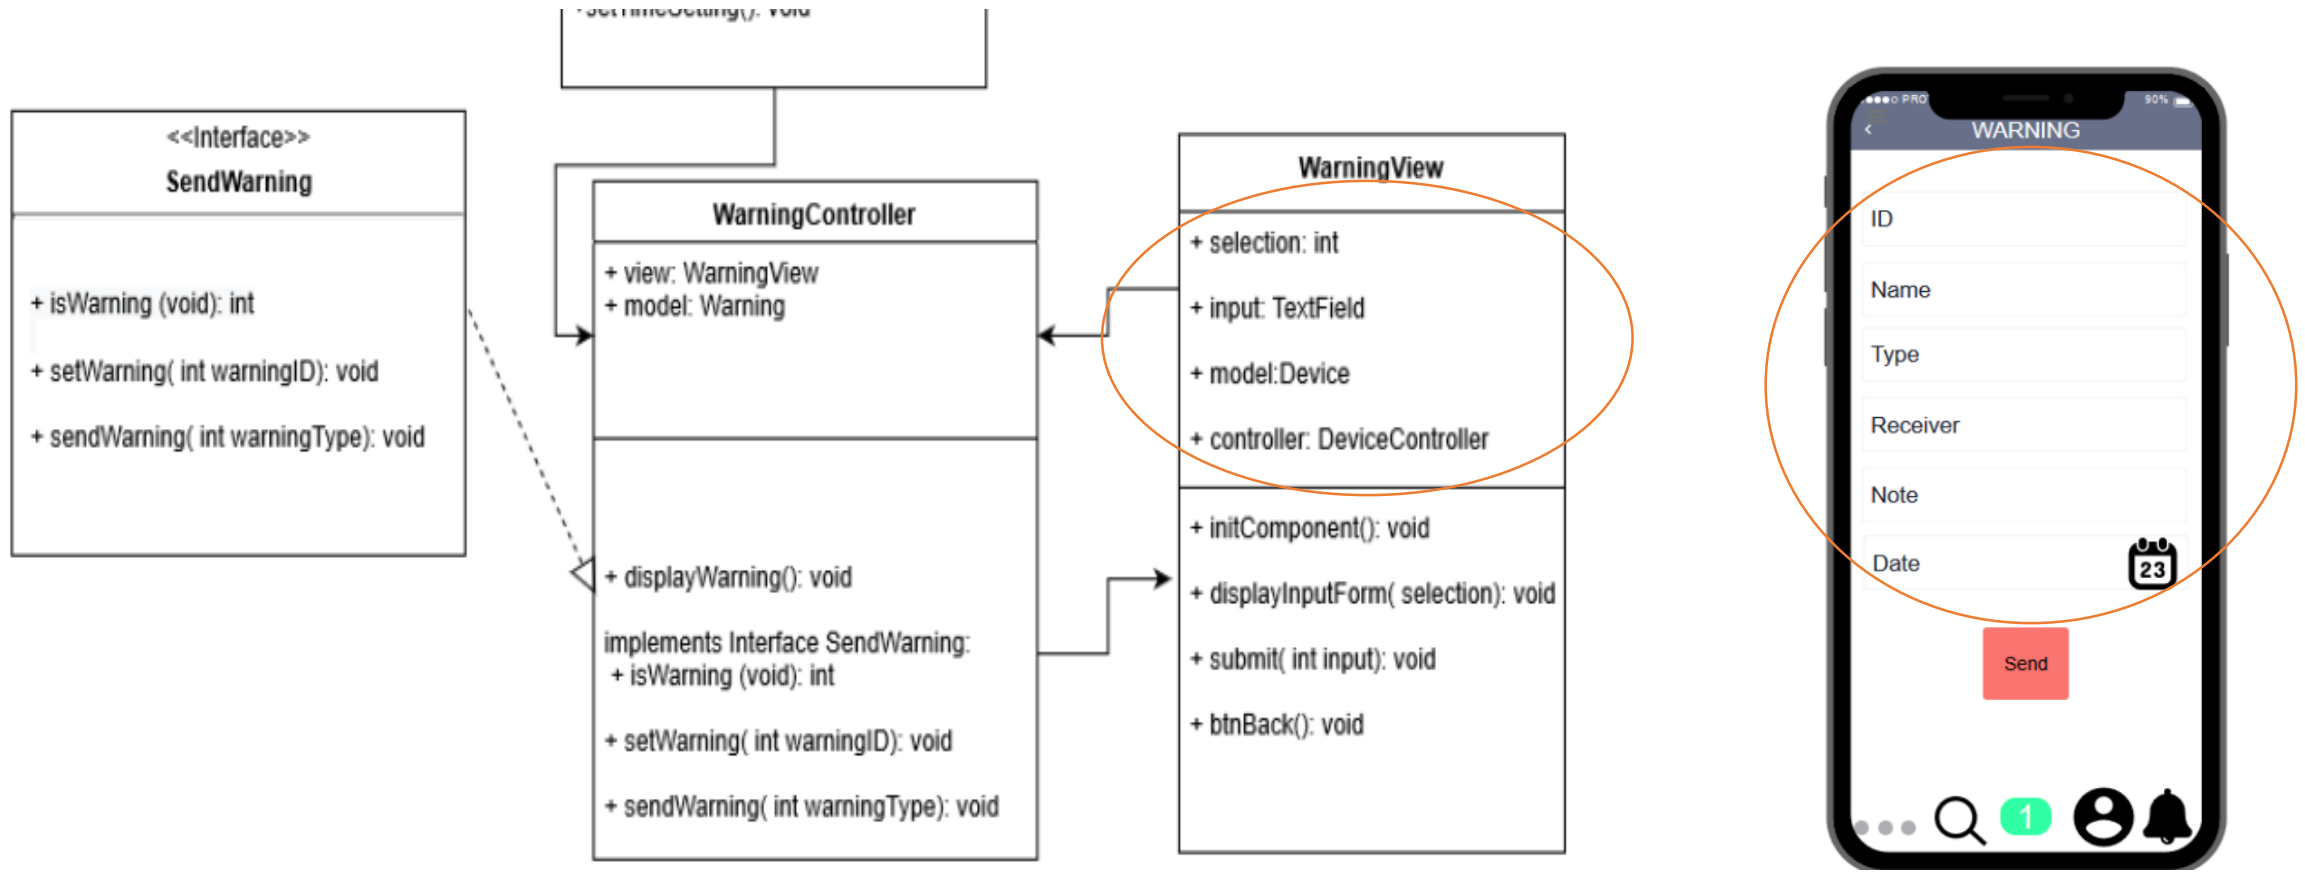 +setTimeSetting(): void
<<Interface>>
SendWarning
+ isWarning (void): int
+ setWarning( int warningID): void
+ sendWarning( int warningType): void
WarningController
+ view: WarningView
+ model: Warning
+ displayWarning(): void
implements Interface SendWarning:
+ isWarning (void): int
+ setWarning( int warningID): void
+ sendWarning( int warningType): void
WarningView
+ selection: int
+ input: TextField
+ model:Device
+ controller: DeviceController
+ initComponent(): void
+ displayInputForm( selection): void
+ submit( int input): void
+ btnBack(): void
PRO
90%
WARNING
ID
Name
Type
Receiver
Note
Date
23
Send
1